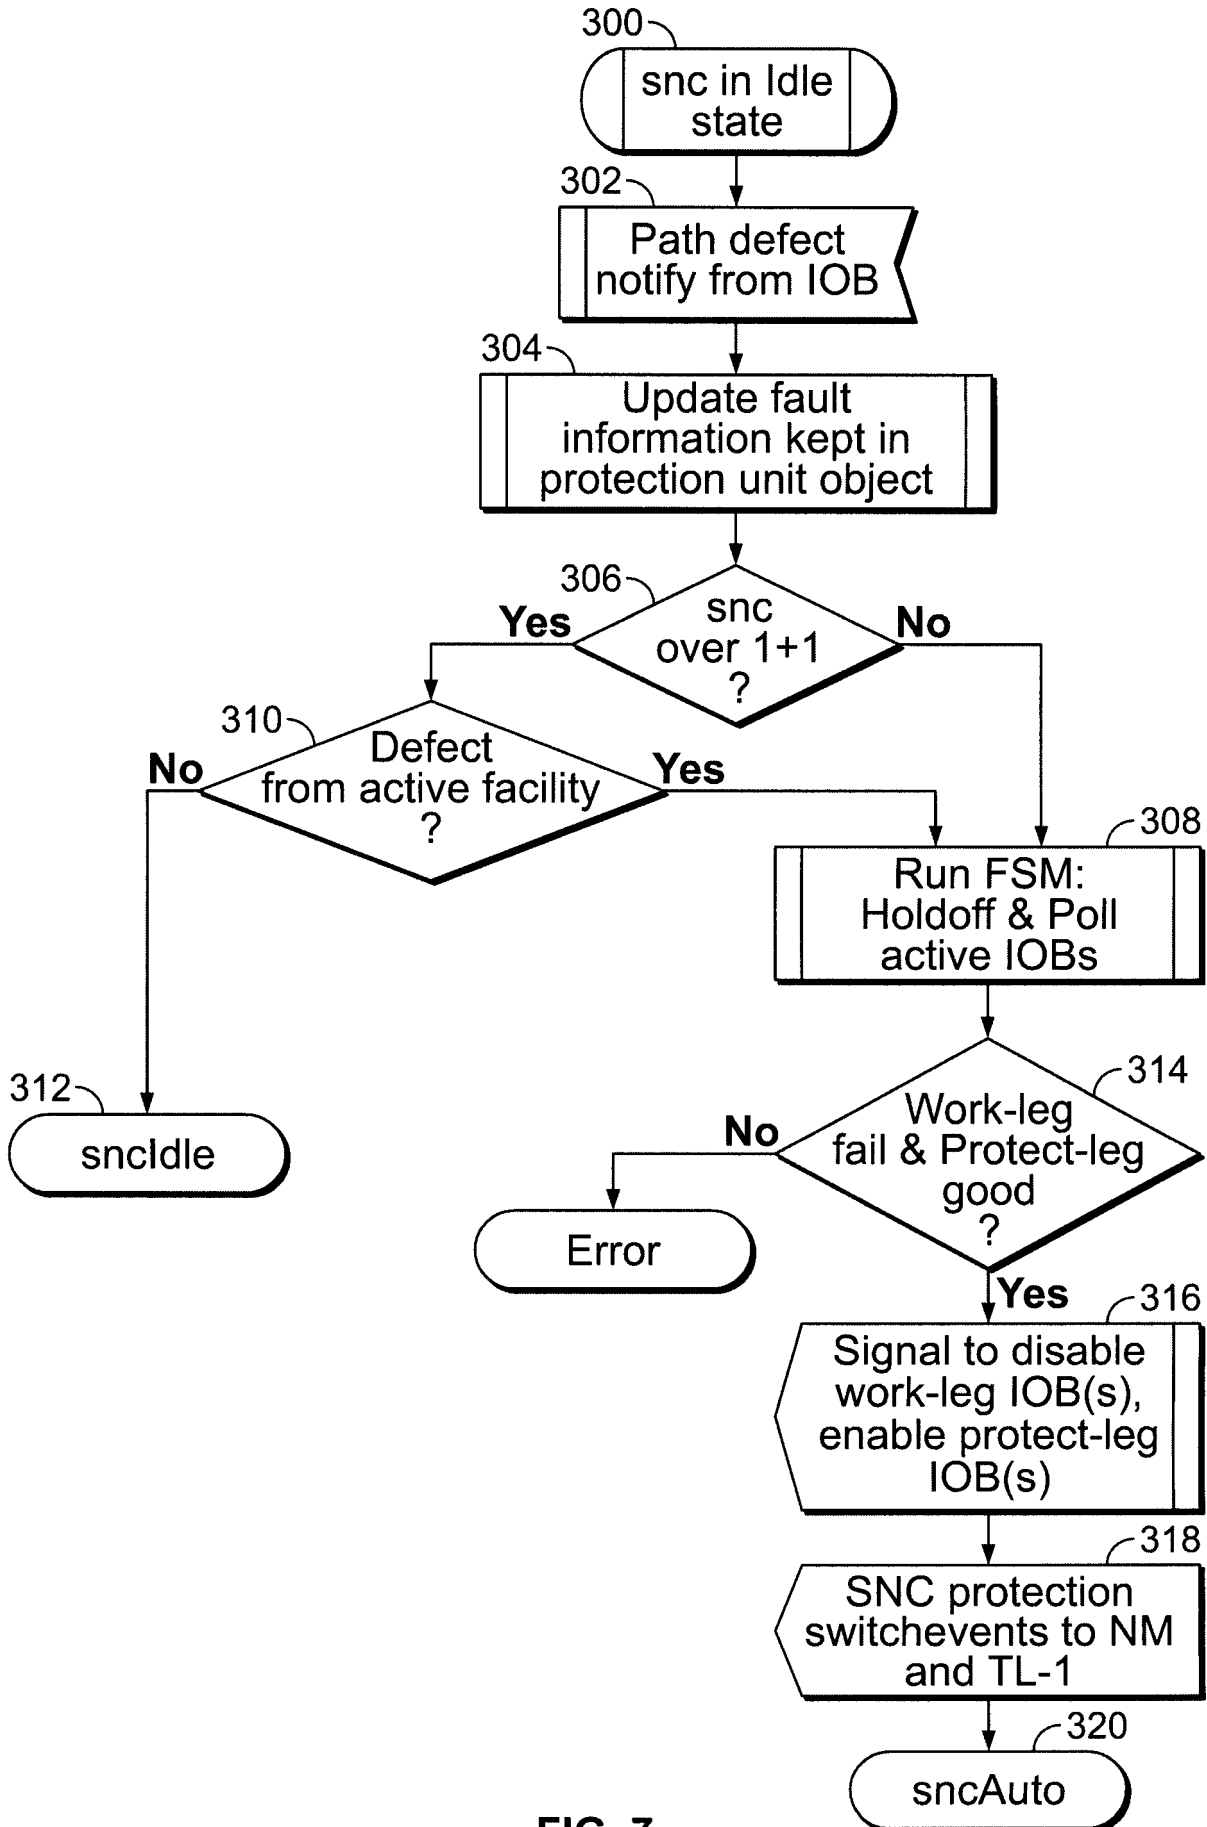 300
snc in Idle
state
302
Path defect
notify from IOB
304
Update fault
information kept in
protection unit object
306
snc
over 1+1
?
Yes
No
310
Defect
from active facility
?
No
Yes
308
Run FSM:
Holdoff & Poll
active IOBs
312
sncIdle
314
Work-leg
fail & Protect-leg
good
?
No
Error
Yes
316
Signal to disable
work-leg IOB(s),
enable protect-leg
IOB(s)
318
SNC protection
switchevents to NM
and TL-1
320
sncAuto